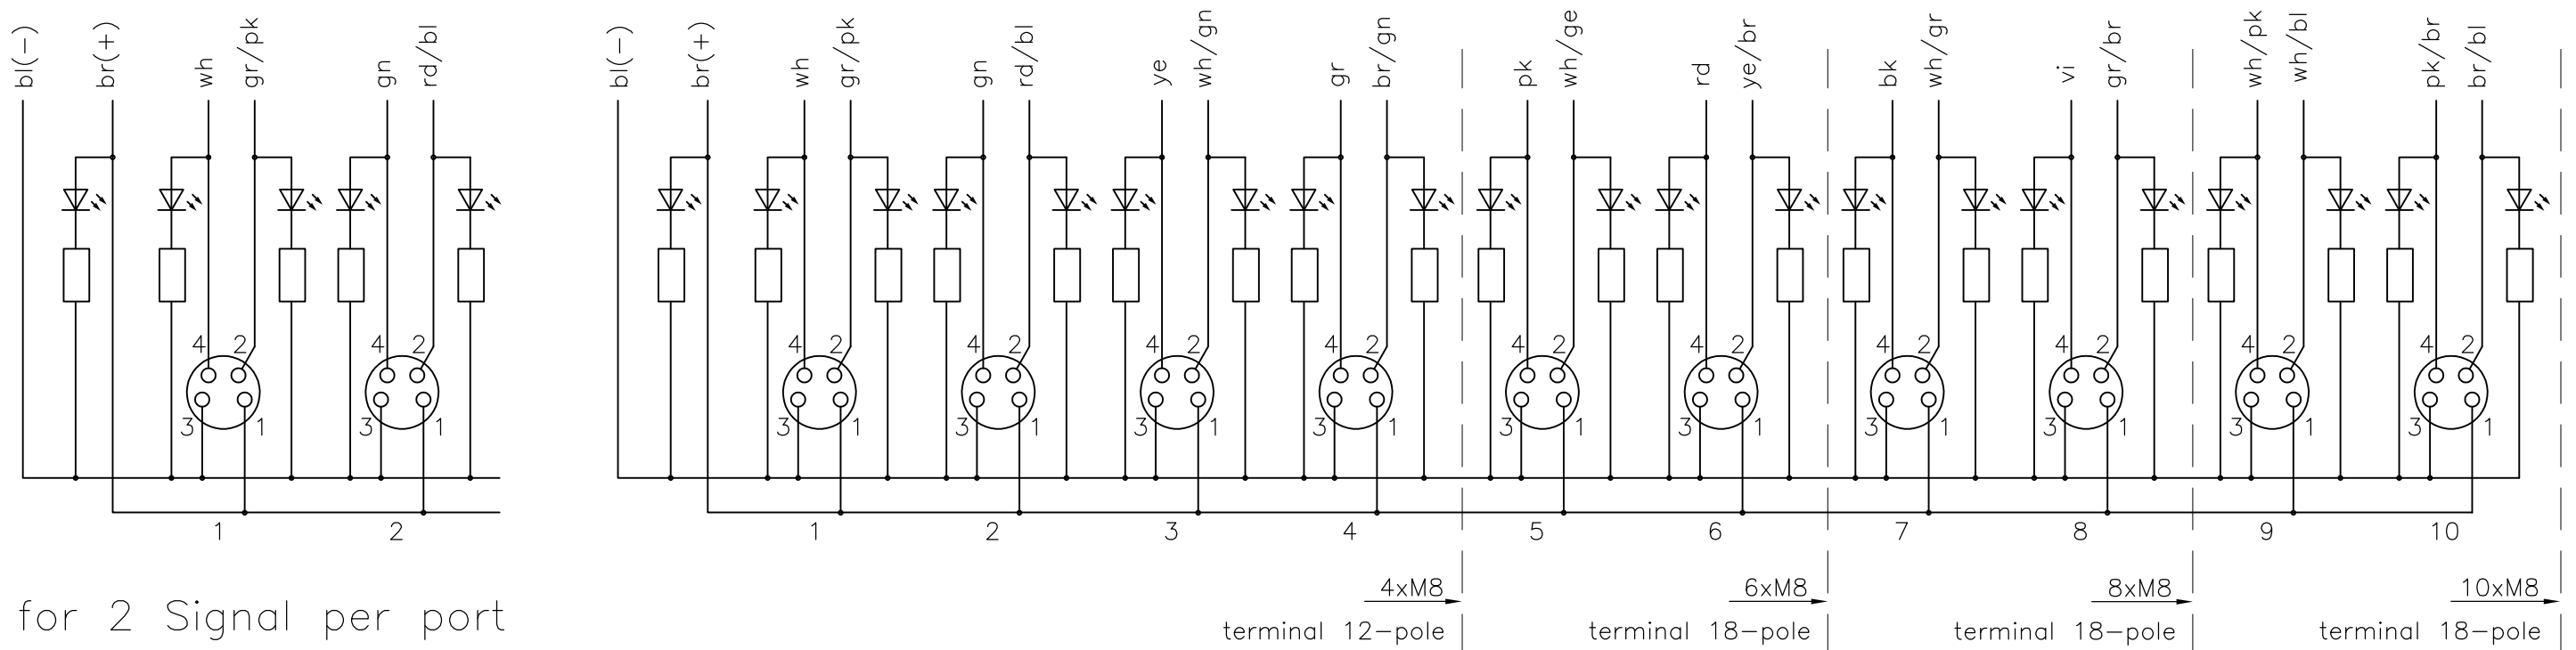 bl(-) br(+) wh gr/pk gn rd/bl
4 2 4 2
3 1 3 1
1 2
for 2 Signal per port
bl(-) br(+) wh gr/pk gn rd/bl ye wh/gn gr br/gn pk wh/ge rd ye/br bk wh/gr vi gr/br wh/pk wh/bl pk/br br/bl
4 2 4 2 4 2 4 2 4 2 4 2 4 2 4 2 4 2 4 2
3 1 3 1 3 1 3 1 3 1 3 1 3 1 3 1 3 1 3 1
1 2 3 4 5 6 7 8 9 10
4xM8 6xM8 8xM8 10xM8
terminal 12-pole terminal 18-pole terminal 18-pole terminal 18-pole